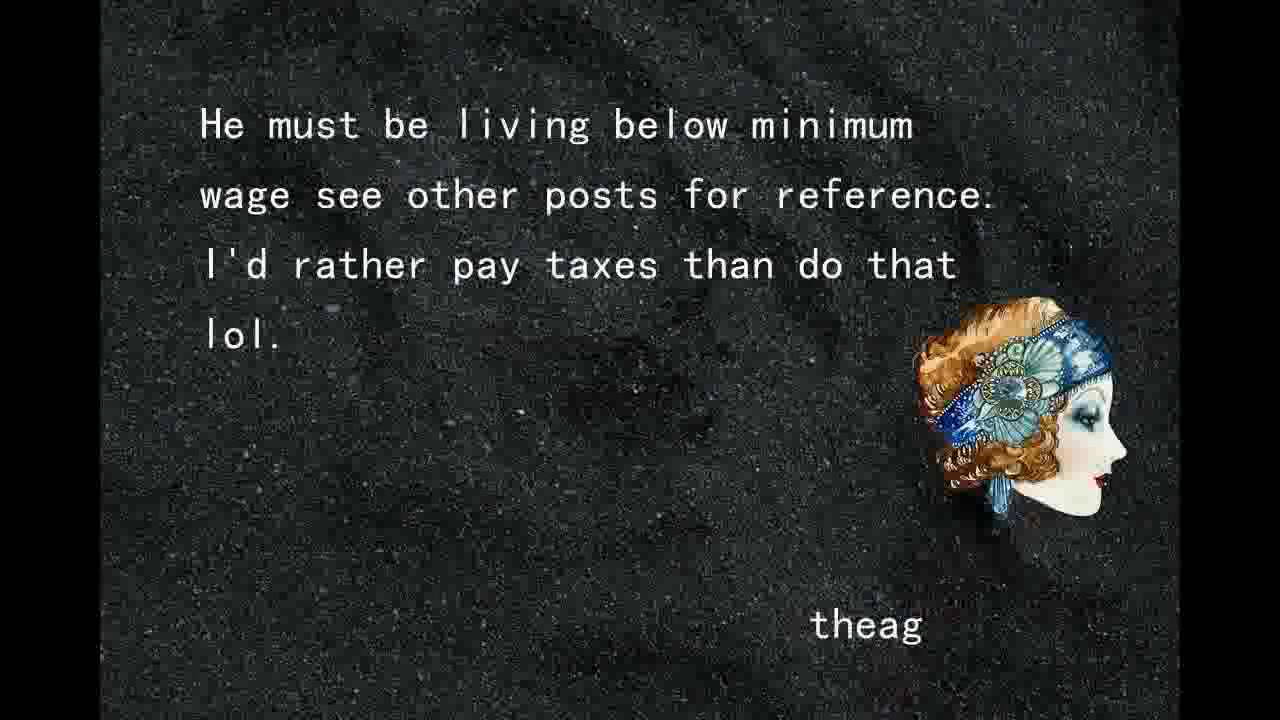 He must be living below minimum
wage see other posts for reference.
I'd rather pay taxes than do that
lol.
theag